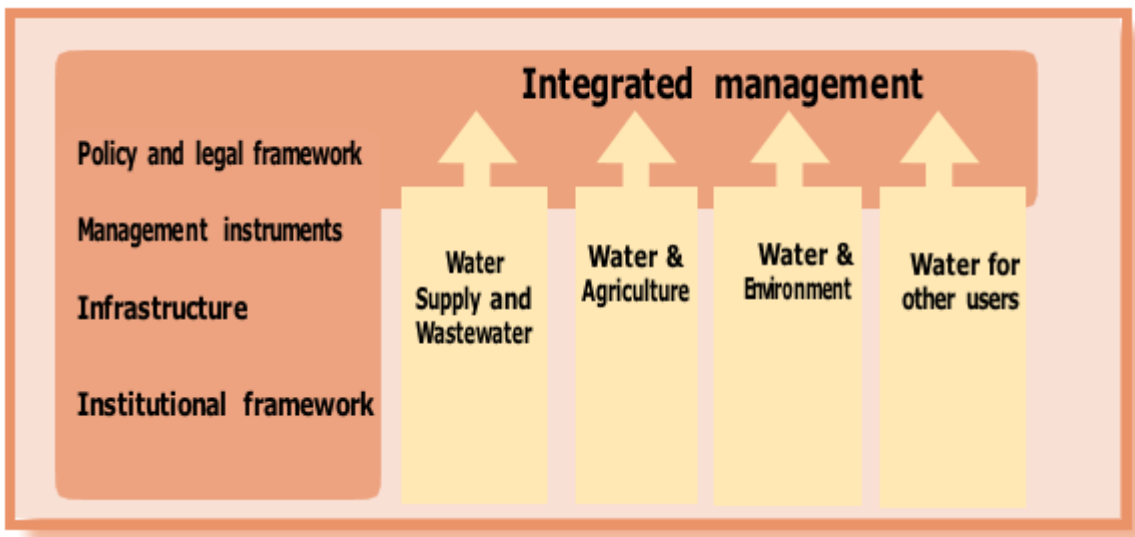 Integrated management
Policy and legal framework
Management instruments
Infrastructure
Institutional framework
Water
Supply and
Wastewater
Water &
Agriculture
Water &
Environment
Water for
other users